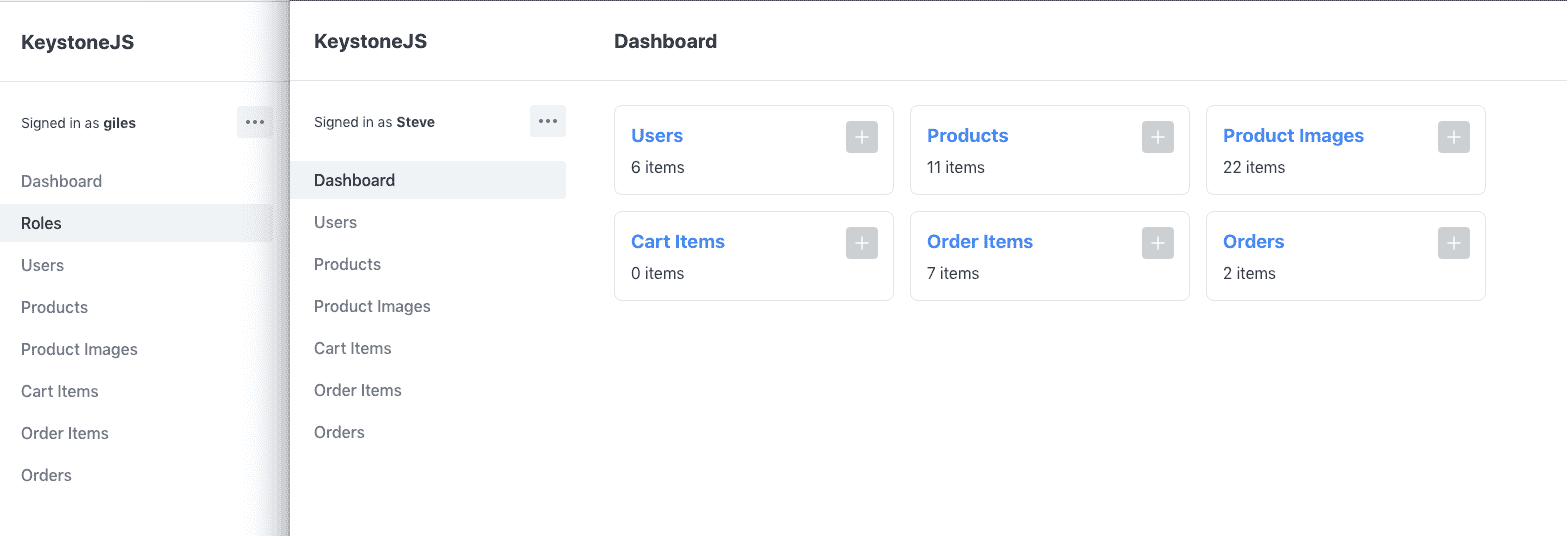 KeystoneJS
Signed in as giles
Dashboard
Roles
Users
Products
Product Images
Cart Items
Order Items
Orders
KeystoneJS
Signed in as Steve
Dashboard
Users
Products
Product Images
Cart Items
Order Items
Orders
Dashboard
Users
6 items
Products
11 items
Product Images
22 items
Cart Items
0 items
Order Items
7 items
Orders
2 items